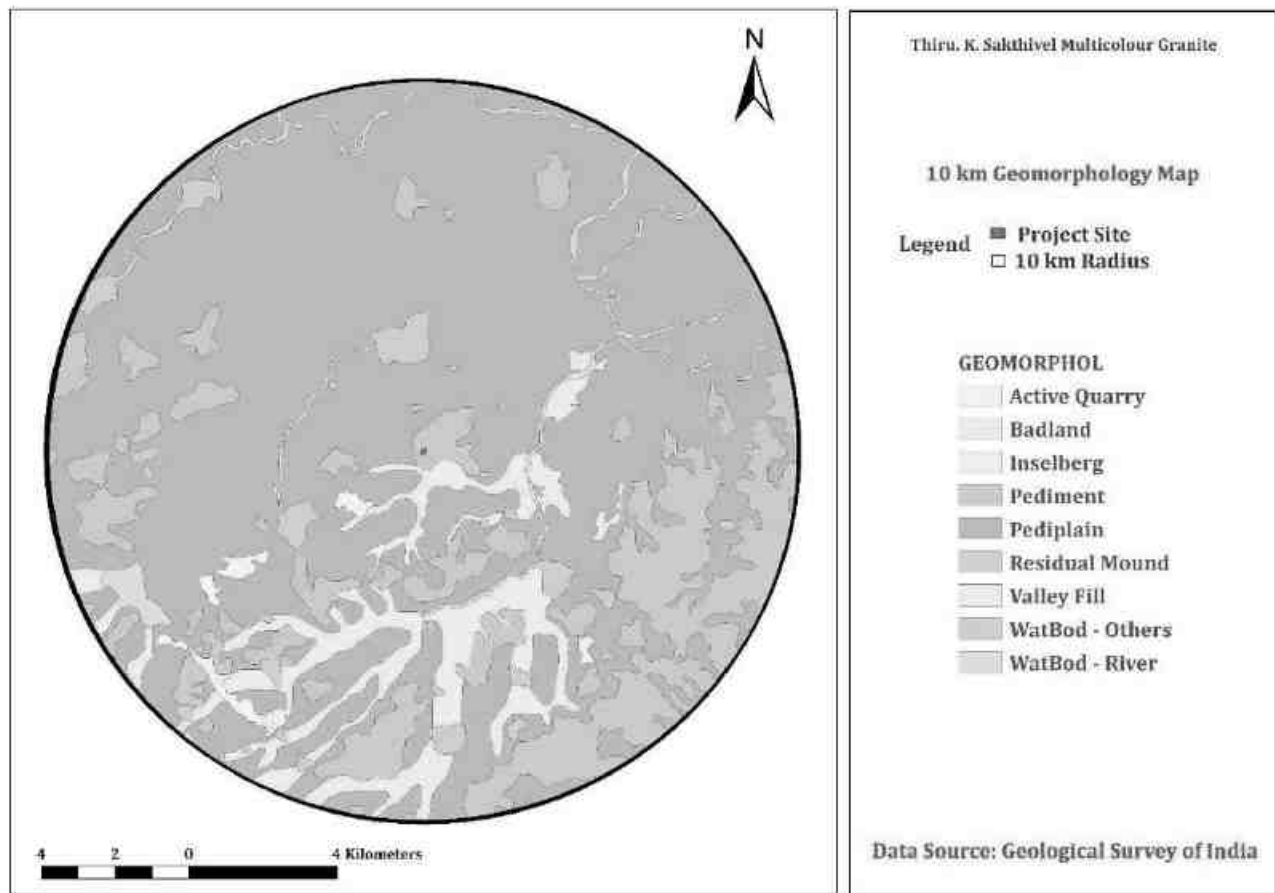 N
4 2 0 4 Kilometers
Thiru. K. Sakthivel Multicolour Granite
10 km Geomorphology Map
Legend
Project Site
10 km Radius
GEOMORPHOL
Active Quarry
Badland
Inselberg
Pediment
Pediplain
Residual Mound
Valley Fill
WatBod - Others
WatBod - River
Data Source: Geological Survey of India